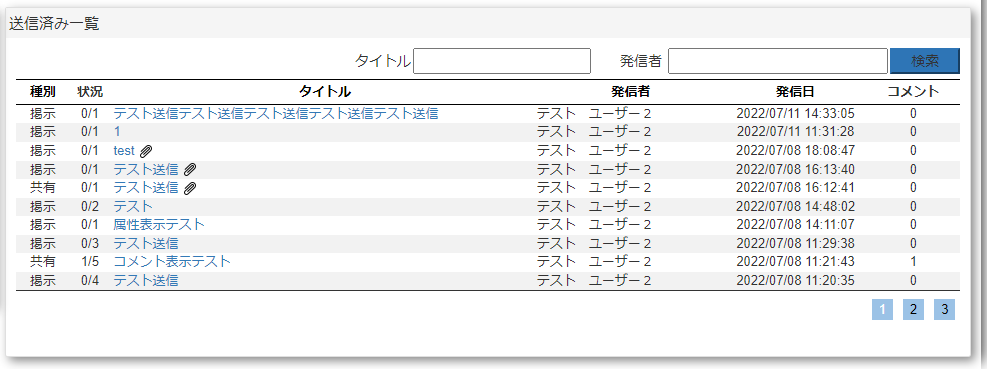 送信済み一覧
タイトル 発信者 検索
種別 状況 タイトル 発信者 発信日 コメント
掲示 0/1 テスト送信テスト送信テスト送信テスト送信テスト送信 テスト ユーザー２ 2022/07/11 14:33:05 0
掲示 0/1 1 テスト ユーザー２ 2022/07/11 11:31:28 0
掲示 0/1 test テスト ユーザー２ 2022/07/08 18:08:47 0
掲示 0/1 テスト送信 テスト ユーザー２ 2022/07/08 16:13:40 0
共有 0/1 テスト送信 テスト ユーザー２ 2022/07/08 16:12:41 0
掲示 0/2 テスト テスト ユーザー２ 2022/07/08 14:48:02 0
掲示 0/1 属性表示テスト テスト ユーザー２ 2022/07/08 14:11:07 0
掲示 0/3 テスト送信 テスト ユーザー２ 2022/07/08 11:29:38 0
共有 1/5 コメント表示テスト テスト ユーザー２ 2022/07/08 11:21:43 1
掲示 0/4 テスト送信 テスト ユーザー２ 2022/07/08 11:20:35 0
1 2 3